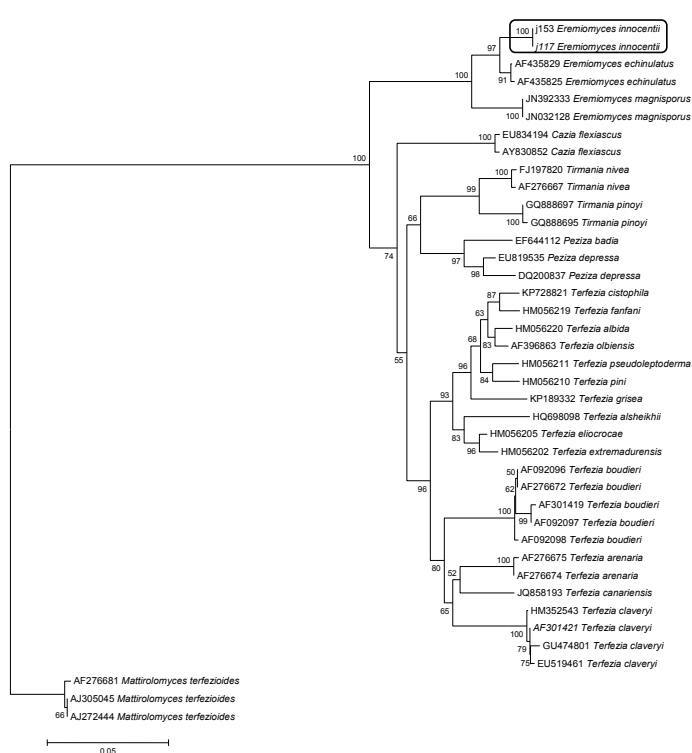 j153 Eremiomyces innocentii
100
j117 Eremiomyces innocentii
97
AF435829 Eremiomyces echinulatus
100
91
AF435825 Eremiomyces echinulatus
JN392333 Eremiomyces magnisporus
100
JN032128 Eremiomyces magnisporus
100
EU834194 Cazia flexiascus
AY830852 Cazia flexiascus
100
100
FJ197820 Tirmania nivea
99
AF276667 Tirmania nivea
GQ888697 Tirmania pinoyi
66
100
GQ888695 Tirmania pinoyi
EF644112 Peziza badia
74
97
EU819535 Peziza depressa
98
DQ200837 Peziza depressa
87
KP728821 Terfezia cistophila
63
HM056219 Terfezia fanfani
HM056220 Terfezia albida
68
83
AF396863 Terfezia olbiensis
55
96
HM056211 Terfezia pseudoleptoderma
84
HM056210 Terfezia pini
93
KP189332 Terfezia grisea
HQ698098 Terfezia alsheikhii
83
HM056205 Terfezia eliocrocae
96
HM056202 Terfezia extremadurensis
50
AF092096 Terfezia boudieri
96
62
AF276672 Terfezia boudieri
AF301419 Terfezia boudieri
100
99
AF092097 Terfezia boudieri
AF092098 Terfezia boudieri
100
AF276675 Terfezia arenaria
80
52
AF276674 Terfezia arenaria
JQ858193 Terfezia canariensis
65
HM352543 Terfezia claveryi
100
AF301421 Terfezia claveryi
79
GU474801 Terfezia claveryi
75
EU519461 Terfezia claveryi
AF276681 Mattirolomyces terfezioides
AJ305045 Mattirolomyces terfezioides
66
AJ272444 Mattirolomyces terfezioides
0.05